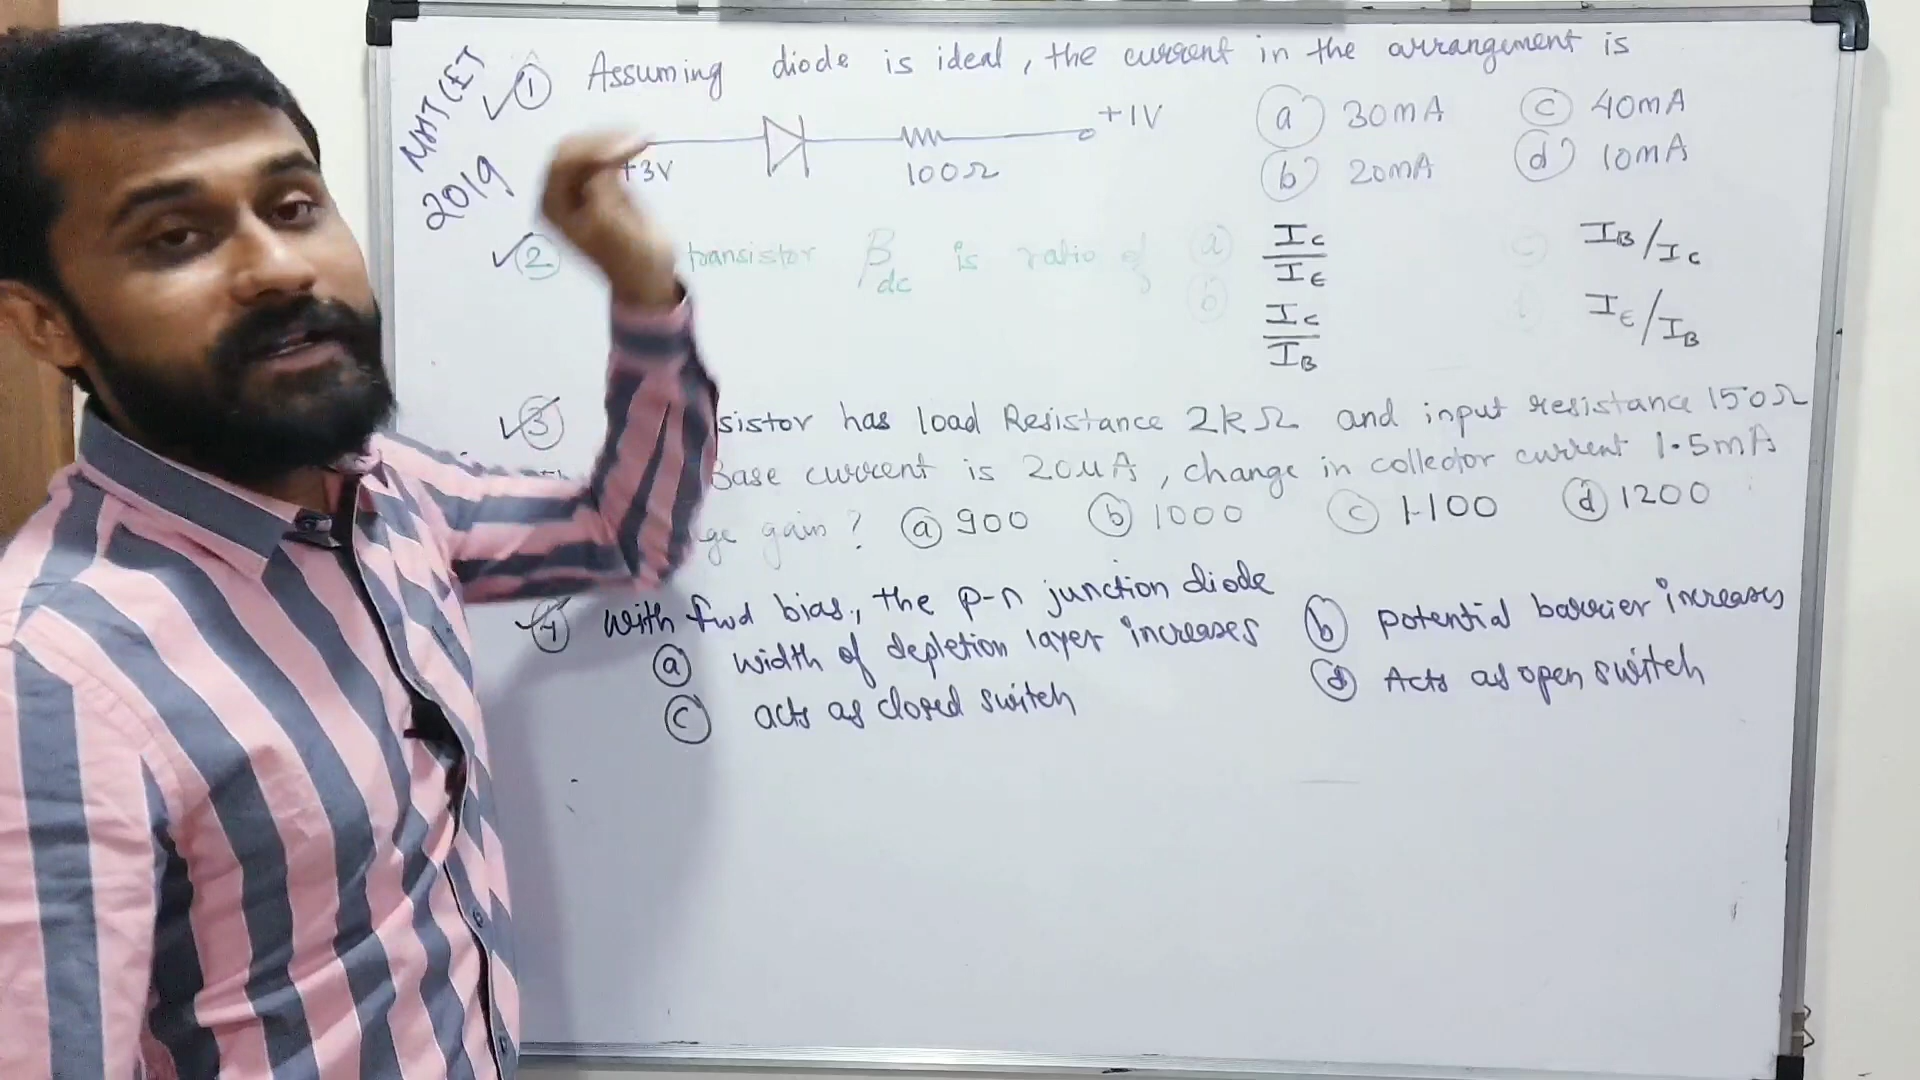 MHT CET
2019
① Assuming diode is ideal, the current in the arrangement is
+3V 100Ω +1V
ⓐ 30mA ⓒ 40mA
ⓑ 20mA ⓓ 10mA
② transistor βdc is ratio of ⓐ IC/IE ⓒ IB/IC
ⓑ IC/IB IE/IB
③ sistor has load Resistance 2kΩ and input resistance 150Ω
Base current is 20μA, change in collector current 1.5mA
ge gain? ⓐ 900 ⓑ 1000 ⓒ 1100 ⓓ 1200
④ with fwd bias, the p-n junction diode
ⓐ width of depletion layer increases ⓑ potential barrier increases
ⓒ acts as closed switch ⓓ Acts as open switch